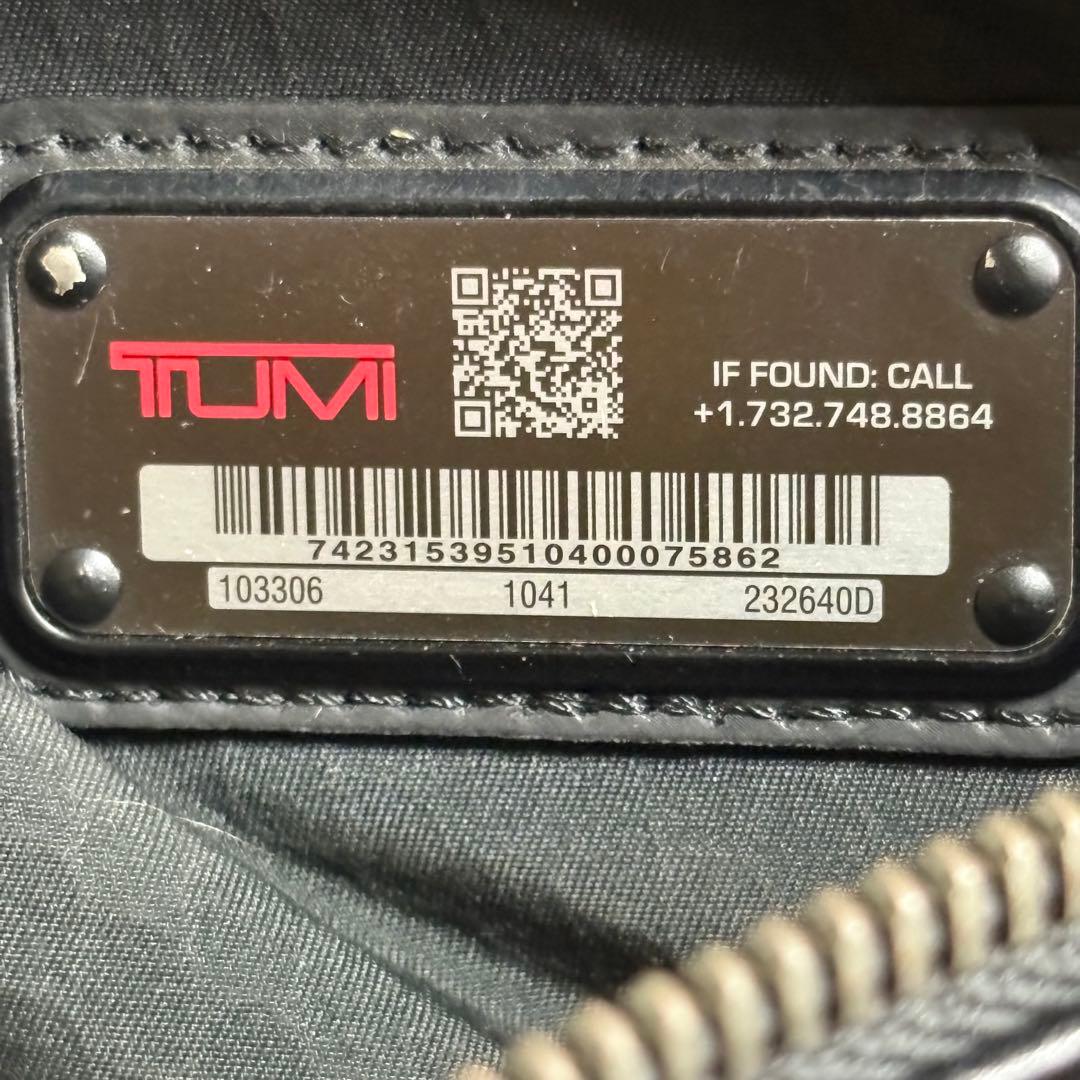 TUMI
IF FOUND: CALL
+1.732.748.8864
74231539510400075862
103306 1041 232640D